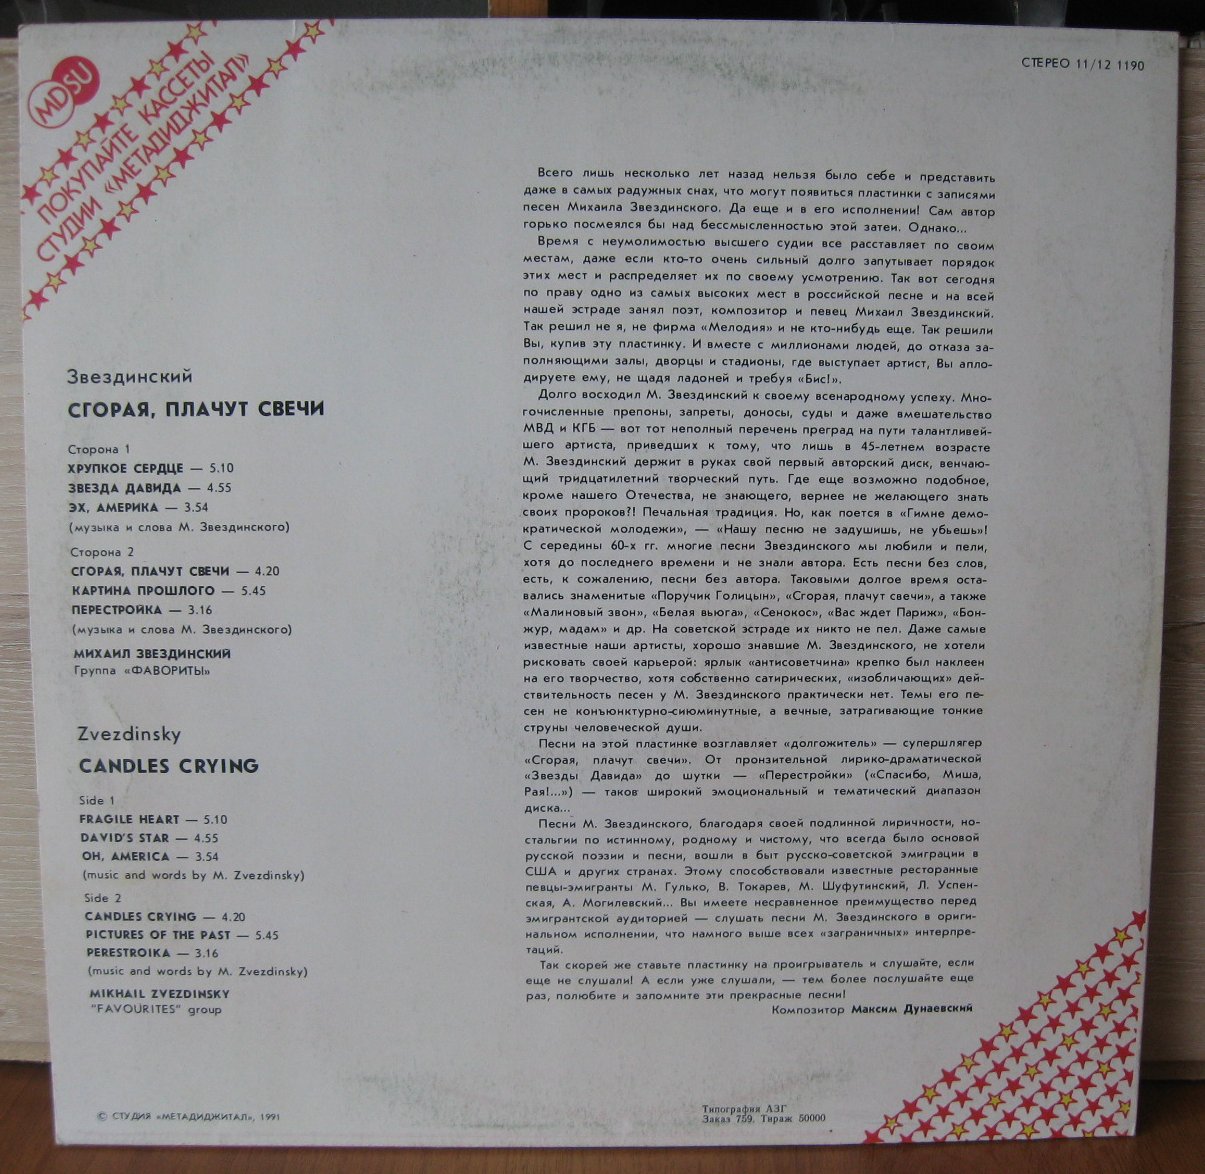 MDSU
ПОКУПАЙТЕ КАССЕТЫ
СТУДИИ «МЕТАДИДЖИТАЛ»
СТЕРЕО 11/12 1190
Звездинский
СГОРАЯ, ПЛАЧУТ СВЕЧИ
Сторона 1
ХРУПКОЕ СЕРДЦЕ — 5.10
ЗВЕЗДА ДАВИДА — 4.55
ЭХ, АМЕРИКА — 3.54
(музыка и слова М. Звездинского)
Сторона 2
СГОРАЯ, ПЛАЧУТ СВЕЧИ — 4.20
КАРТИНА ПРОШЛОГО — 5.45
ПЕРЕСТРОЙКА — 3.16
(музыка и слова М. Звездинского)
МИХАИЛ ЗВЕЗДИНСКИЙ
Группа «ФАВОРИТЫ»
Zvezdinsky
CANDLES CRYING
Side 1
FRAGILE HEART — 5.10
DAVID'S STAR — 4.55
OH, AMERICA — 3.54
(music and words by M. Zvezdinsky)
Side 2
CANDLES CRYING — 4.20
PICTURES OF THE PAST — 5.45
PERESTROIKA — 3.16
(music and words by M. Zvezdinsky)
MIKHAIL ZVEZDINSKY
"FAVOURITES" group
Всего лишь несколько лет назад нельзя было себе и представить
даже в самых радужных снах, что могут появиться пластинки с записями
песен Михаила Звездинского. Да еще и в его исполнении! Сам автор
горько посмеялся бы над бессмысленностью этой затеи. Однако...
Время с неумолимостью высшего судии все расставляет по своим
местам, даже если кто-то очень сильный долго запутывает порядок
этих мест и распределяет их по своему усмотрению. Так вот сегодня
по праву одно из самых высоких мест в российской песне и на всей
нашей эстраде занял поэт, композитор и певец Михаил Звездинский.
Так решил не я, не фирма «Мелодия» и не кто-нибудь еще. Так решили
Вы, купив эту пластинку. И вместе с миллионами людей, до отказа за-
полняющими залы, дворцы и стадионы, где выступает артист, Вы апло-
дируете ему, не щадя ладоней и требуя «Бис!».
Долго восходил М. Звездинский к своему всенародному успеху. Мно-
гочисленные препоны, запреты, доносы, суды и даже вмешательство
МВД и КГБ — вот тот неполный перечень преград на пути талантливей-
шего артиста, приведших к тому, что лишь в 45-летнем возрасте
М. Звездинский держит в руках свой первый авторский диск, венчаю-
щий тридцатилетний творческий путь. Где еще возможно подобное,
кроме нашего Отечества, не знающего, вернее не желающего знать
своих пророков?! Печальная традиция. Но, как поется в «Гимне демо-
кратической молодежи», — «Нашу песню не задушишь, не убьешь»!
С середины 60-х гг. многие песни Звездинского мы любили и пели,
хотя до последнего времени и не знали автора. Есть песни без слов,
есть, к сожалению, песни без автора. Таковыми долгое время оста-
вались знаменитые «Поручик Голицын», «Сгорая, плачут свечи», а также
«Малиновый звон», «Белая вьюга», «Сенокос», «Вас ждет Париж», «Бон-
жур, мадам» и др. На советской эстраде их никто не пел. Даже самые
известные наши артисты, хорошо знавшие М. Звездинского, не хотели
рисковать своей карьерой: ярлык «антисоветчина» крепко был наклеен
на его творчество, хотя собственно сатирических, «изобличающих» дей-
ствительность песен у М. Звездинского практически нет. Темы его пе-
сен не конъюнктурно-сиюминутные, а вечные, затрагивающие тонкие
струны человеческой души.
Песни на этой пластинке возглавляет «долгожитель» — супершлягер
«Сгорая, плачут свечи». От пронзительной лирико-драматической
«Звезды Давида» до шутки — «Перестройки» («Спасибо, Миша,
Рая!...») — таков широкий эмоциональный и тематический диапазон
диска...
Песни М. Звездинского, благодаря своей подлинной лиричности, но-
стальгии по истинному, родному и чистому, что всегда было основой
русской поэзии и песни, вошли в быт русско-советской эмиграции в
США и других странах. Этому способствовали известные ресторанные
певцы-эмигранты М. Гулько, В. Токарев, М. Шуфутинский, Л. Успен-
ская, А. Могилевский... Вы имеете несравненное преимущество перед
эмигрантской аудиторией — слушать песни М. Звездинского в ориги-
нальном исполнении, что намного выше всех «заграничных» интерпре-
таций.
Так скорей же ставьте пластинку на проигрыватель и слушайте, если
еще не слушали! А если уже слушали, — тем более послушайте еще
раз, полюбите и запомните эти прекрасные песни!
Композитор Максим Дунаевский
© СТУДИЯ «МЕТАДИДЖИТАЛ», 1991
Типография АЗГ
Заказ 759. Тираж 50000